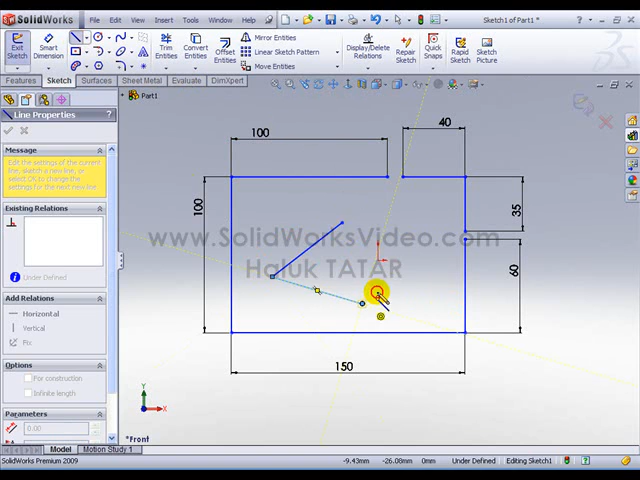 SolidWorks
File Edit View Insert Tools Window Help
Sketch1 of Part1 *
Exit Sketch
Smart Dimension
Trim Entities
Convert Entities
Offset Entities
Mirror Entities
Linear Sketch Pattern
Move Entities
Display/Delete Relations
Repair Sketch
Quick Snaps
Rapid Sketch
Sketch Picture
Features Sketch Surfaces Sheet Metal Evaluate DimXpert
Part1
Line Properties
?
Message
Edit the settings of the current line, sketch a new line, or select OK to change the settings for the next new line.
Existing Relations
Under Defined
Add Relations
Horizontal
Vertical
Fix
Options
For construction
Infinite length
Parameters
0.00
100
40
100
35
60
150
www.SolidWorksVideo.com
Haluk TATAR
Y
X
*Front
Model Motion Study 1
SolidWorks Premium 2009
-9.43mm -26.08mm 0mm Under Defined Editing Sketch1